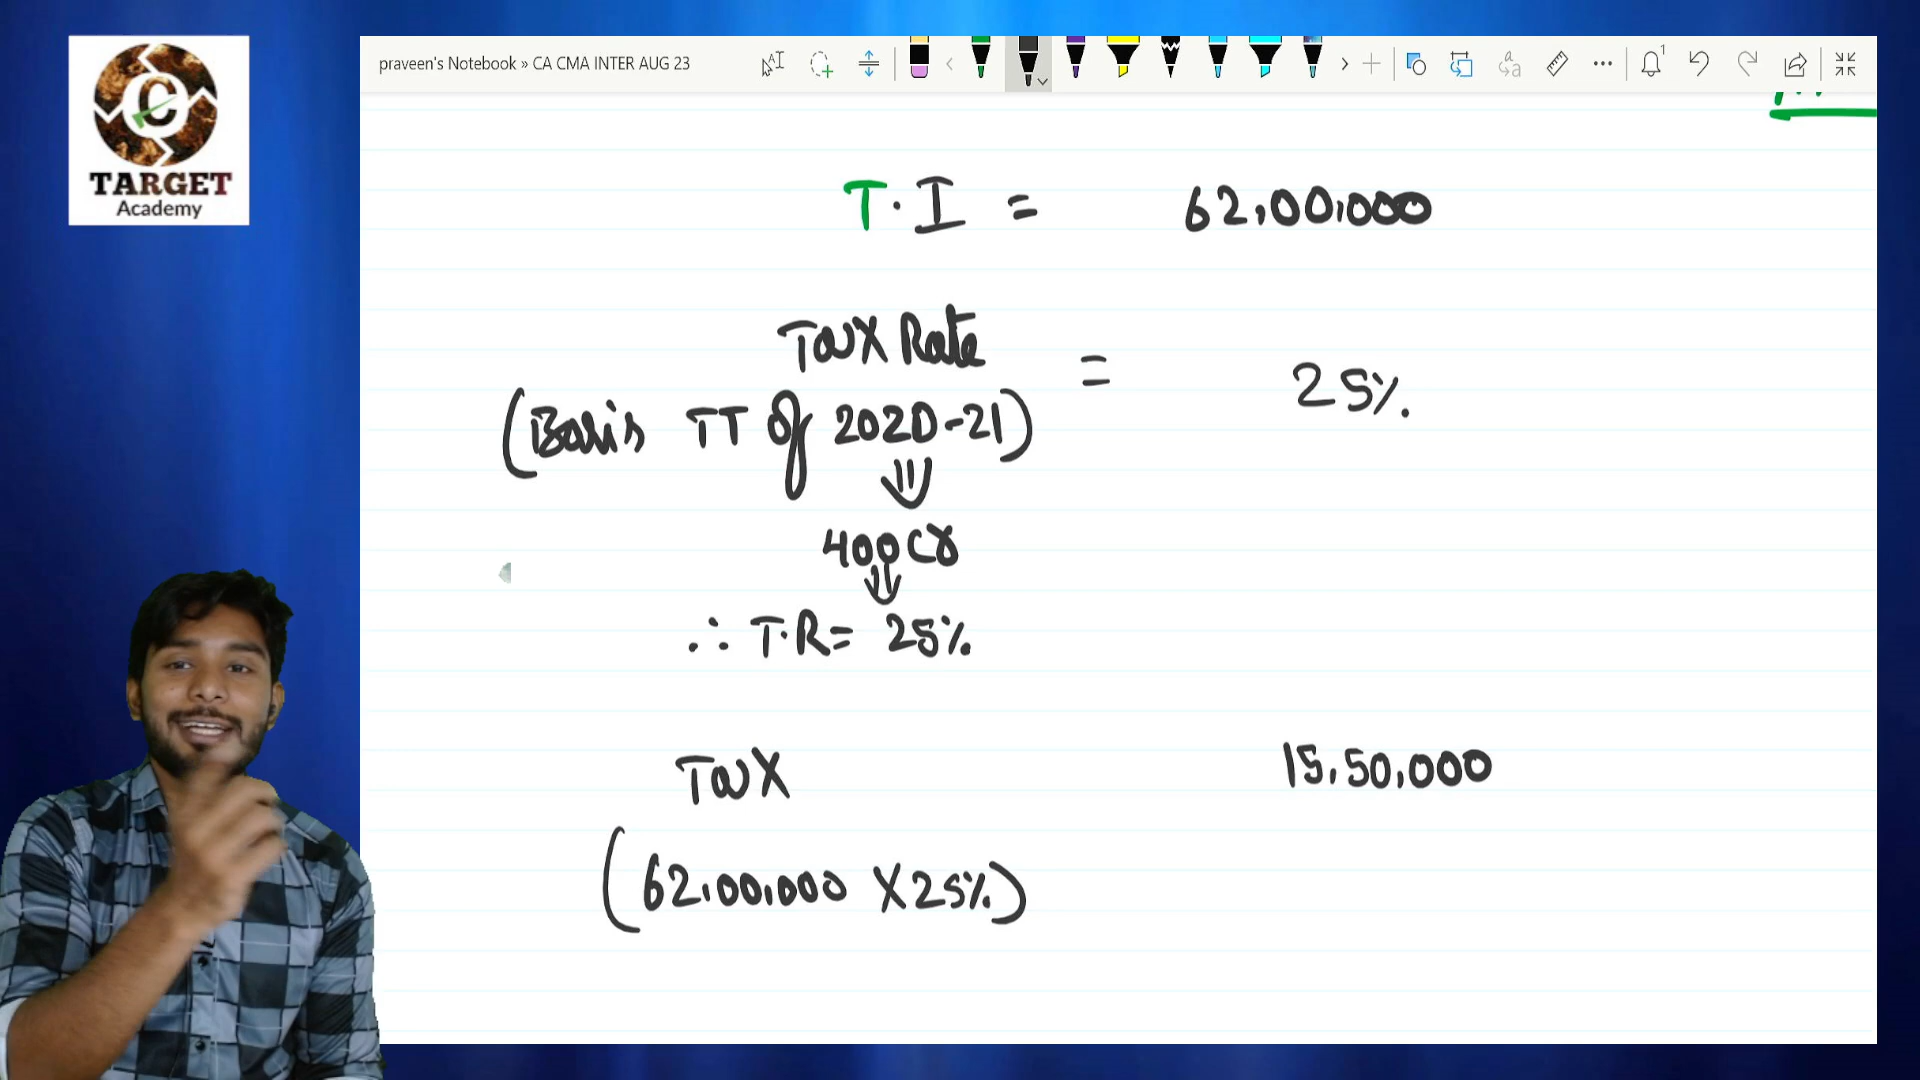 praveen's Notebook » CA CMA INTER AUG 23
C
TARGET
Academy
T.I = 62,00,000
Tax Rate = 25%.
(Basis TT Of 2020-21)
400 Cr
∴ T.R = 25%.
Tax 15,50,000
(62,00,000 X 25%.)